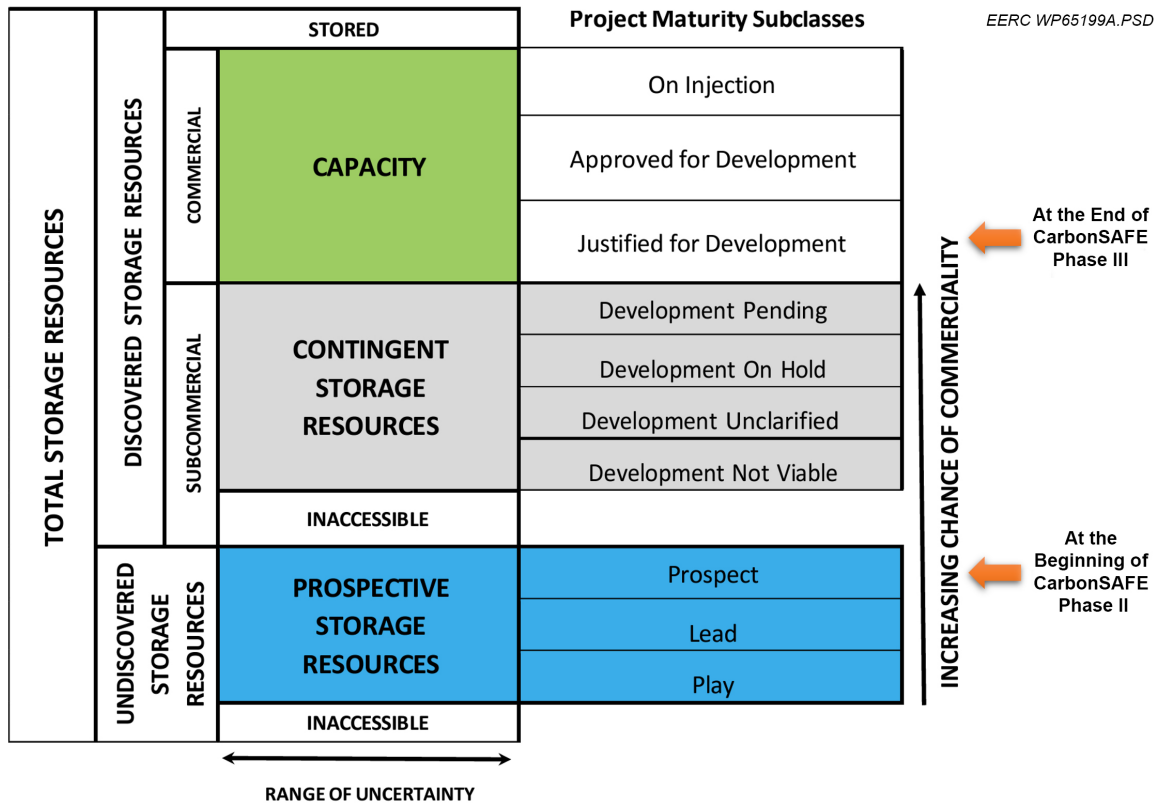 STORED
Project Maturity Subclasses
EERC WP65199A.PSD
TOTAL STORAGE RESOURCES
DISCOVERED STORAGE RESOURCES
COMMERCIAL
CAPACITY
On Injection
Approved for Development
Justified for Development
At the End of
CarbonSAFE
Phase III
SUBCOMMERCIAL
CONTINGENT
STORAGE
RESOURCES
Development Pending
Development On Hold
Development Unclarified
Development Not Viable
INACCESSIBLE
INCREASING CHANCE OF COMMERCIALITY
At the
Beginning of
CarbonSAFE
Phase II
UNDISCOVERED
STORAGE
RESOURCES
PROSPECTIVE
STORAGE
RESOURCES
Prospect
Lead
Play
INACCESSIBLE
RANGE OF UNCERTAINTY